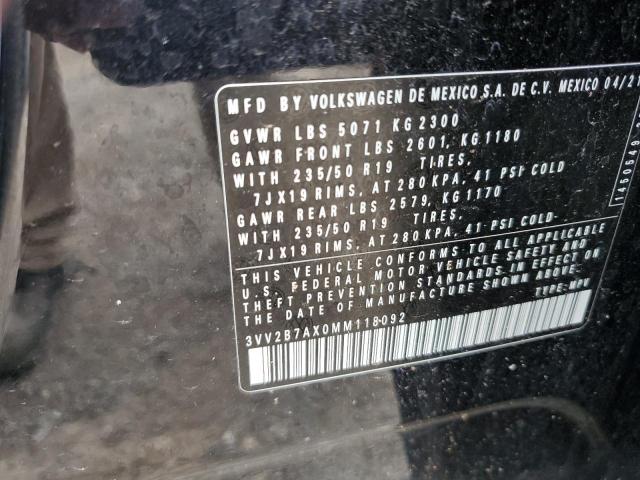 MFD BY VOLKSWAGEN DE MEXICO S.A. DE C.V. MEXICO 04/21
GVWR LBS 5071 KG 2300
GAWR FRONT LBS 2601, KG 1180
WITH 235/50 R19 TIRES,
7JX19 RIMS, AT 280 KPA, 41 PSI COLD
GAWR REAR LBS 2579, KG 1170
WITH 235/50 R19 TIRES.
7JX19 RIMS, AT 280 KPA, 41 PSI COLD.
THIS VEHICLE CONFORMS TO ALL APPLICABLE
U.S. FEDERAL MOTOR VEHICLE SAFETY AND
THEFT PREVENTION STANDARDS IN EFFECT ON
THE DATE OF MANUFACTURE SHOWN ABOVE.
TYPE: MPV
3VV2B7AX0MM118092
1450549